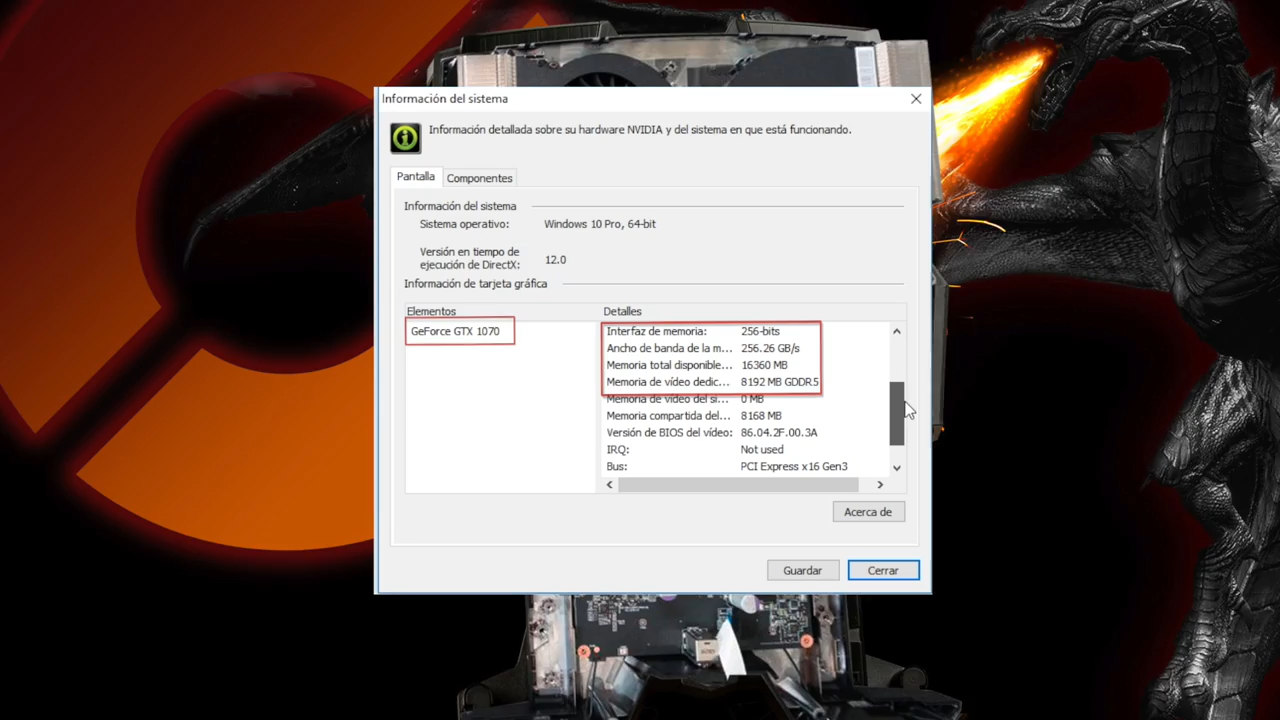 Información del sistema
Información detallada sobre su hardware NVIDIA y del sistema en que está funcionando.
Pantalla
Componentes
Información del sistema
Sistema operativo: Windows 10 Pro, 64-bit
Versión en tiempo de
ejecución de DirectX: 12.0
Información de tarjeta gráfica
Elementos
GeForce GTX 1070
Detalles
Interfaz de memoria: 256-bits
Ancho de banda de la m... 256.26 GB/s
Memoria total disponible... 16360 MB
Memoria de vídeo dedic... 8192 MB GDDR5
Memoria de vídeo del si... 0 MB
Memoria compartida del... 8168 MB
Versión de BIOS del vídeo: 86.04.2F.00.3A
IRQ: Not used
Bus: PCI Express x16 Gen3
Acerca de
Guardar
Cerrar